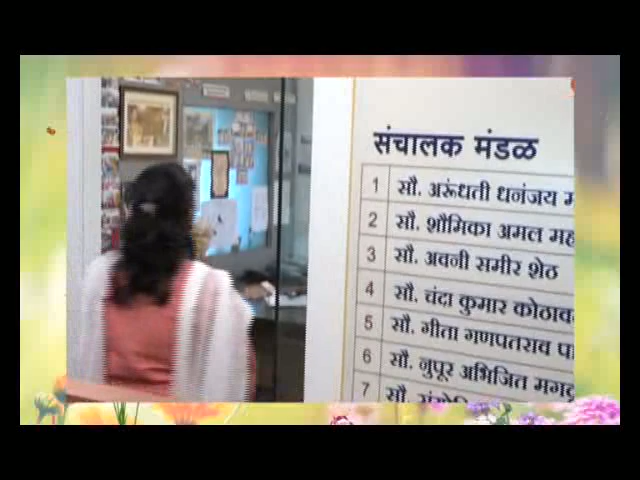 संचालक मंडळ
1 सौ. अरूंधती धनंजय
2 सौ. शौमिका अमल
3 सौ. अवनी समीर शेठ
4 सौ. चंदा कुमार
5 सौ. गीता गणपतराव
6 सौ. नुपूर अभिजित
7 सौ.